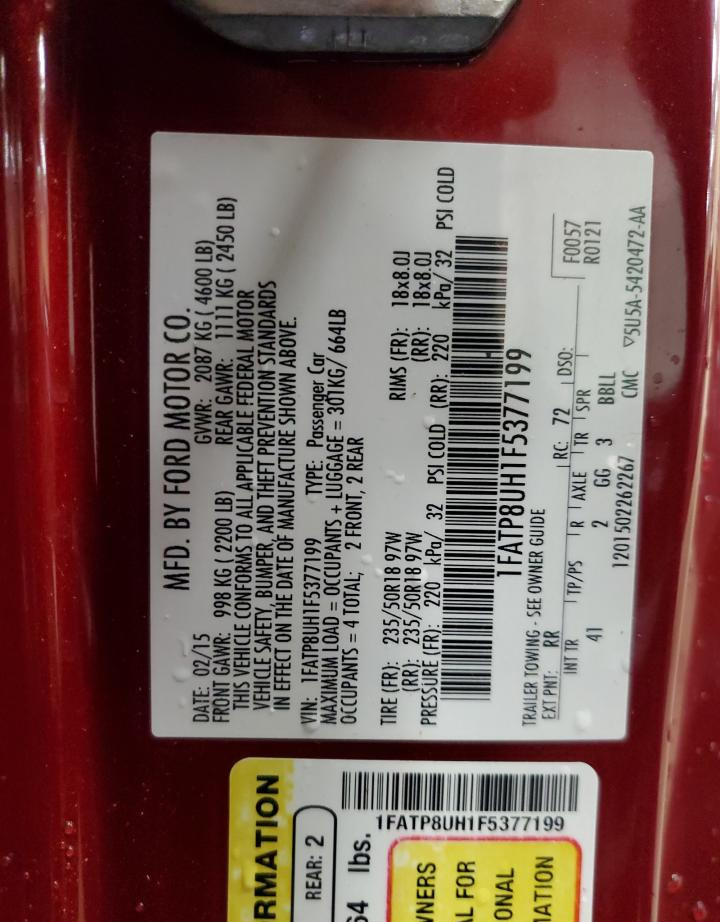 MFD. BY FORD MOTOR CO.
DATE: 02/15 GVWR: 2087 KG ( 4600 LB)
FRONT GAWR: 998 KG ( 2200 LB) REAR GAWR: 1111 KG ( 2450 LB)
THIS VEHICLE CONFORMS TO ALL APPLICABLE FEDERAL MOTOR
VEHICLE SAFETY, BUMPER, AND THEFT PREVENTION STANDARDS
IN EFFECT ON THE DATE OF MANUFACTURE SHOWN ABOVE.
VIN: 1FATP8UH1F5377199 TYPE: Passenger Car
MAXIMUM LOAD = OCCUPANTS + LUGGAGE = 301KG/ 664LB
OCCUPANTS = 4 TOTAL; 2 FRONT, 2 REAR
TIRE (FR): 235/50R18 97W RIMS (FR): 18x8.0J
(RR): 235/50R18 97W (RR): 18x8.0J
PRESSURE (FR): 220 kPa/ 32 PSI COLD (RR): 220 kPa/ 32 PSI COLD
1FATP8UH1F5377199
TRAILER TOWING - SEE OWNER GUIDE
EXT PNT: RR RC: 72 DSO: F0057
R0121
INT TR TP/PS R AXLE TR SPR
41 2 GG 3 BBLL
1201502262267 CMC ▽5U5A-5420472-AA
RMATION
REAR: 2
64 lbs.
1FATP8UH1F5377199
WNERS
AL FOR
ONAL
ATION